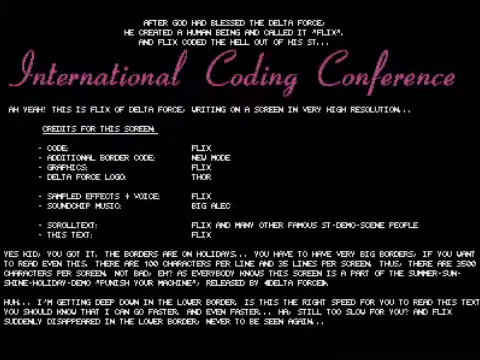 AFTER GOD HAD BLESSED THE DELTA FORCE,
HE CREATED A HUMAN BEING AND CALLED IT "FLIX".
AND FLIX CODED THE HELL OUT OF HIS ST...
International Coding Conference
AH YEAH! THIS IS FLIX OF DELTA FORCE, WRITING ON A SCREEN IN VERY HIGH RESOLUTION...
CREDITS FOR THIS SCREEN:
- CODE: FLIX
- ADDITIONAL BORDER CODE: NEW MODE
- GRAPHICS: FLIX
- DELTA FORCE LOGO: THOR
- SAMPLED EFFECTS + VOICE: FLIX
- SOUNDCHIP MUSIC: BIG ALEC
- SCROLLTEXT: FLIX AND MANY OTHER FAMOUS ST-DEMO-SCENE PEOPLE
- THIS TEXT: FLIX
YES KID, YOU GOT IT. THE BORDERS ARE ON HOLIDAYS... YOU HAVE TO HAVE VERY BIG BORDERS, IF YOU WANT
TO READ EVEN THIS. THERE ARE 100 CHARACTERS PER LINE AND 35 LINES PER SCREEN. THUS, THERE ARE 3500
CHARACTERS PER SCREEN. NOT BAD, EH? AS EVERYBODY KNOWS THIS SCREEN IS A PART OF THE SUMMER-SUN-
SHINE-HOLIDAY-DEMO "PUNISH YOUR MACHINE", RELEASED BY DELTA FORCE.
HUH... I'M GETTING DEEP DOWN IN THE LOWER BORDER. IS THIS THE RIGHT SPEED FOR YOU TO READ THIS TEXT
YOU SHOULD KNOW THAT I CAN GO FASTER. AND EVEN FASTER... HA, STILL TOO SLOW FOR YOU? AND FLIX
SUDDENLY DISAPPEARED IN THE LOWER BORDER, NEVER TO BE SEEN AGAIN...